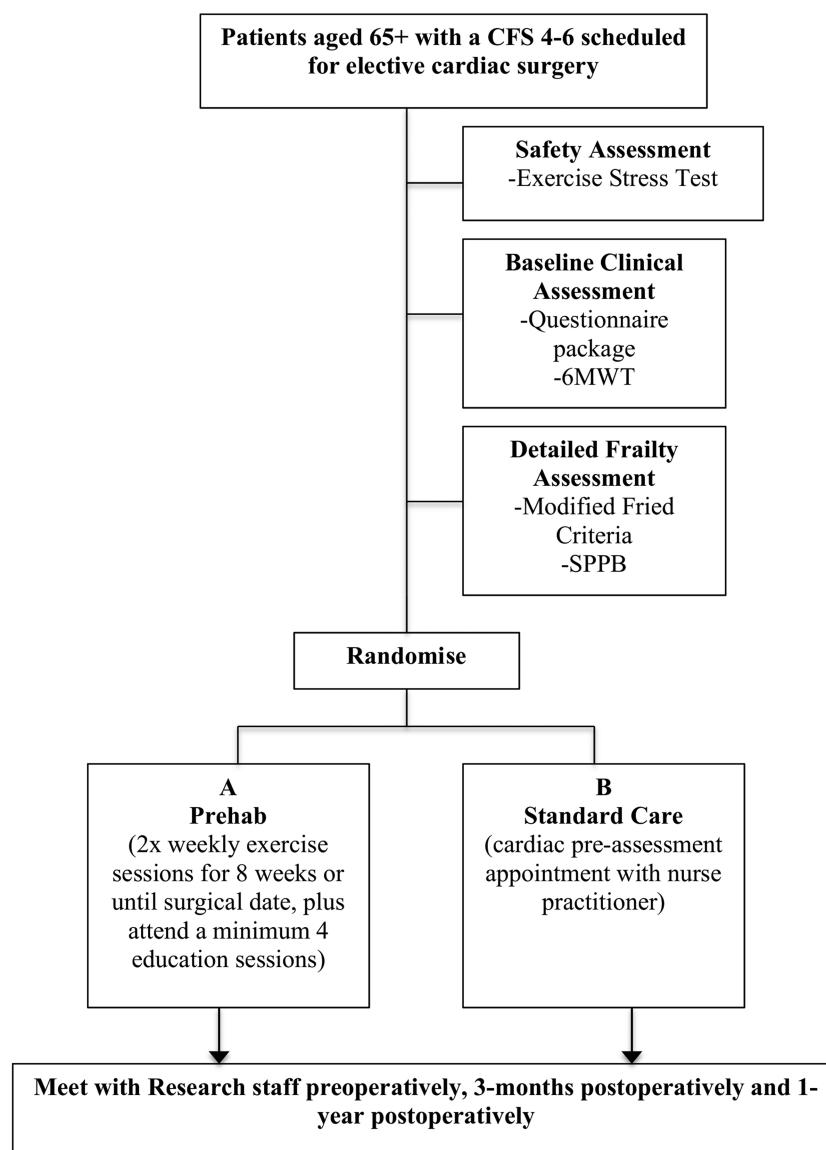 Patients aged 65+ with a CFS 4-6 scheduled
for elective cardiac surgery
Safety Assessment
-Exercise Stress Test
Baseline Clinical
Assessment
-Questionnaire
package
-6MWT
Detailed Frailty
Assessment
-Modified Fried
Criteria
-SPPB
Randomise
A
Prehab
(2x weekly exercise
sessions for 8 weeks or
until surgical date, plus
attend a minimum 4
education sessions)
B
Standard Care
(cardiac pre-assessment
appointment with nurse
practitioner)
Meet with Research staff preoperatively, 3-months postoperatively and 1-
year postoperatively